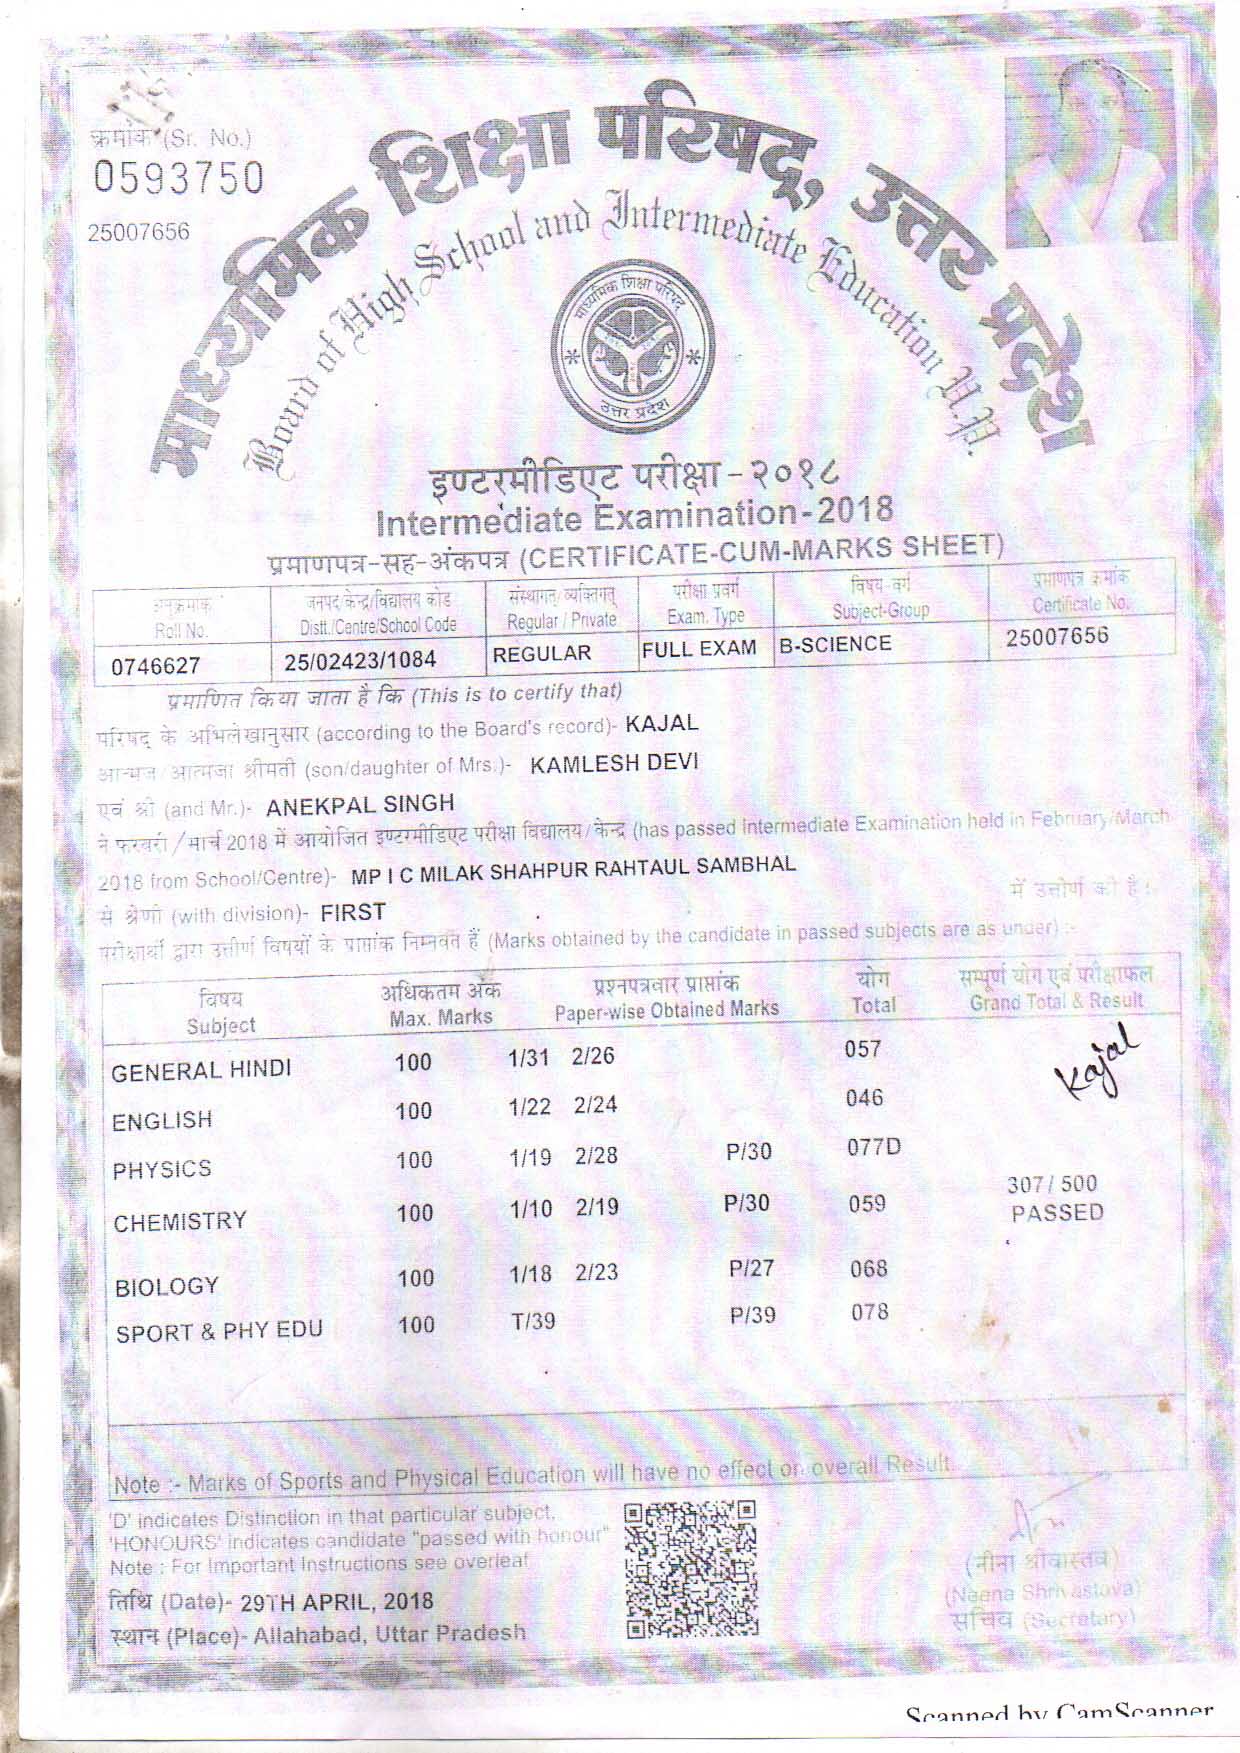 क्रमांक (Sr. No.)
0593750
25007656
माध्यमिक शिक्षा परिषद्, उत्तर प्रदेश
Board of High School and Intermediate Education U.P.
माध्यमिक शिक्षा परिषद्
उत्तर प्रदेश
इण्टरमीडिएट परीक्षा - २०१८
Intermediate Examination-2018
प्रमाणपत्र-सह-अंकपत्र (CERTIFICATE-CUM-MARKS SHEET)
अनुक्रमांक जनपद केन्द्र/विद्यालय कोड संस्थागत/व्यक्तिगत् परीक्षा प्रवर्ग विषय-वर्ग प्रमाणपत्र क्रमांक
Roll No. Distt./Centre/School Code Regular / Private Exam. Type Subject-Group Certificate No.
0746627 25/02423/1084 REGULAR FULL EXAM B-SCIENCE 25007656
प्रमाणित किया जाता है कि (This is to certify that)
परिषद् के अभिलेखानुसार (according to the Board's record)- KAJAL
आत्मज/आत्मजा श्रीमती (son/daughter of Mrs.)- KAMLESH DEVI
एवं श्री (and Mr.)- ANEKPAL SINGH
ने फरवरी/मार्च 2018 में आयोजित इण्टरमीडिएट परीक्षा विद्यालय/केन्द्र (has passed Intermediate Examination held in February/March
2018 from School/Centre)- MP I C MILAK SHAHPUR RAHTAUL SAMBHAL
में उत्तीर्ण की है।
से श्रेणी (with division)- FIRST
परीक्षार्थी द्वारा उत्तीर्ण विषयों के प्राप्तांक निम्नवत हैं (Marks obtained by the candidate in passed subjects are as under) :-
विषय अधिकतम अंक प्रश्नपत्रवार प्राप्तांक योग सम्पूर्ण योग एवं परीक्षाफल
Subject Max. Marks Paper-wise Obtained Marks Total Grand Total & Result
GENERAL HINDI 100 1/31 2/26 057
Kajal
ENGLISH 100 1/22 2/24 046
PHYSICS 100 1/19 2/28 P/30 077D
307/ 500
CHEMISTRY 100 1/10 2/19 P/30 059
PASSED
BIOLOGY 100 1/18 2/23 P/27 068
SPORT & PHY EDU 100 T/39 P/39 078
Note :- Marks of Sports and Physical Education will have no effect on overall Result.
'D' indicates Distinction in that particular subject.
'HONOURS' indicates candidate "passed with honour"
Note : For Important Instructions see overleaf
तिथि (Date)- 29TH APRIL, 2018
स्थान (Place)- Allahabad, Uttar Pradesh
(नीना श्रीवास्तव)
(Neena Shrivastava)
सचिव (Secretary)
Scanned by CamScanner